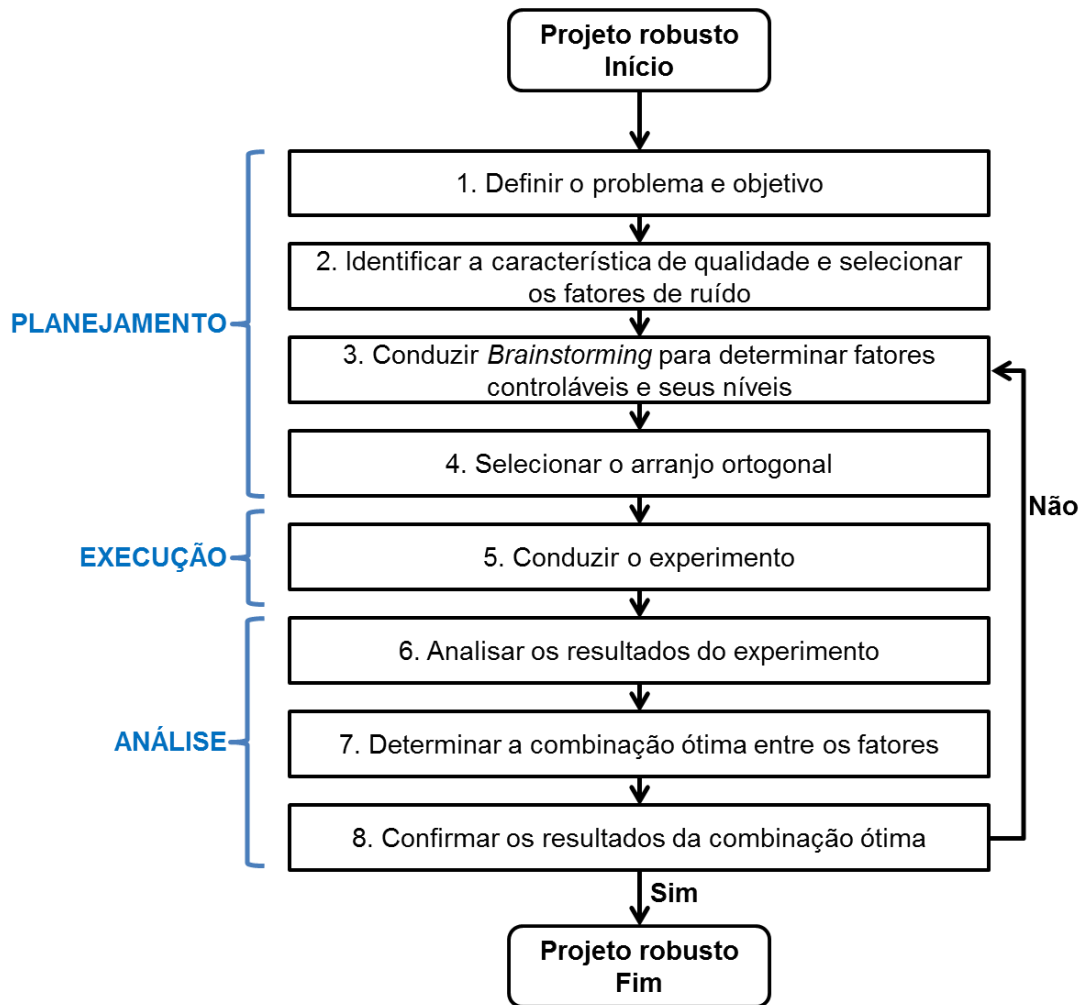 Projeto robusto
Início
1. Definir o problema e objetivo
2. Identificar a característica de qualidade e selecionar
os fatores de ruído
PLANEJAMENTO
3. Conduzir Brainstorming para determinar fatores
controláveis e seus níveis
4. Selecionar o arranjo ortogonal
Não
EXECUÇÃO
5. Conduzir o experimento
6. Analisar os resultados do experimento
ANÁLISE
7. Determinar a combinação ótima entre os fatores
8. Confirmar os resultados da combinação ótima
Sim
Projeto robusto
Fim